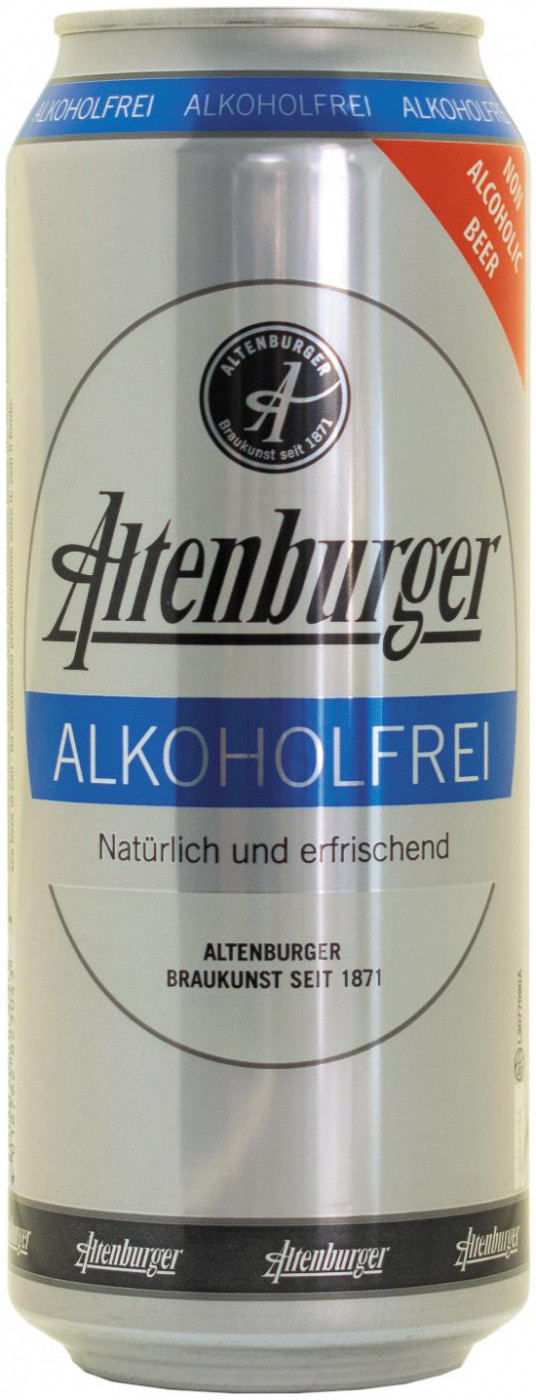 ALKOHOLFREI ALKOHOLFREI ALKOHOLFREI
NON
ALCOHOLIC
BEER
ALTENBURGER
A
Braukunst seit 1871
Altenburger
ALKOHOLFREI
Natürlich und erfrischend
ALTENBURGER
BRAUKUNST SEIT 1871
Altenburger Altenburger Altenburger